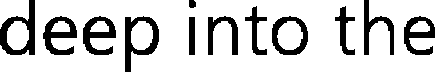 deep into the